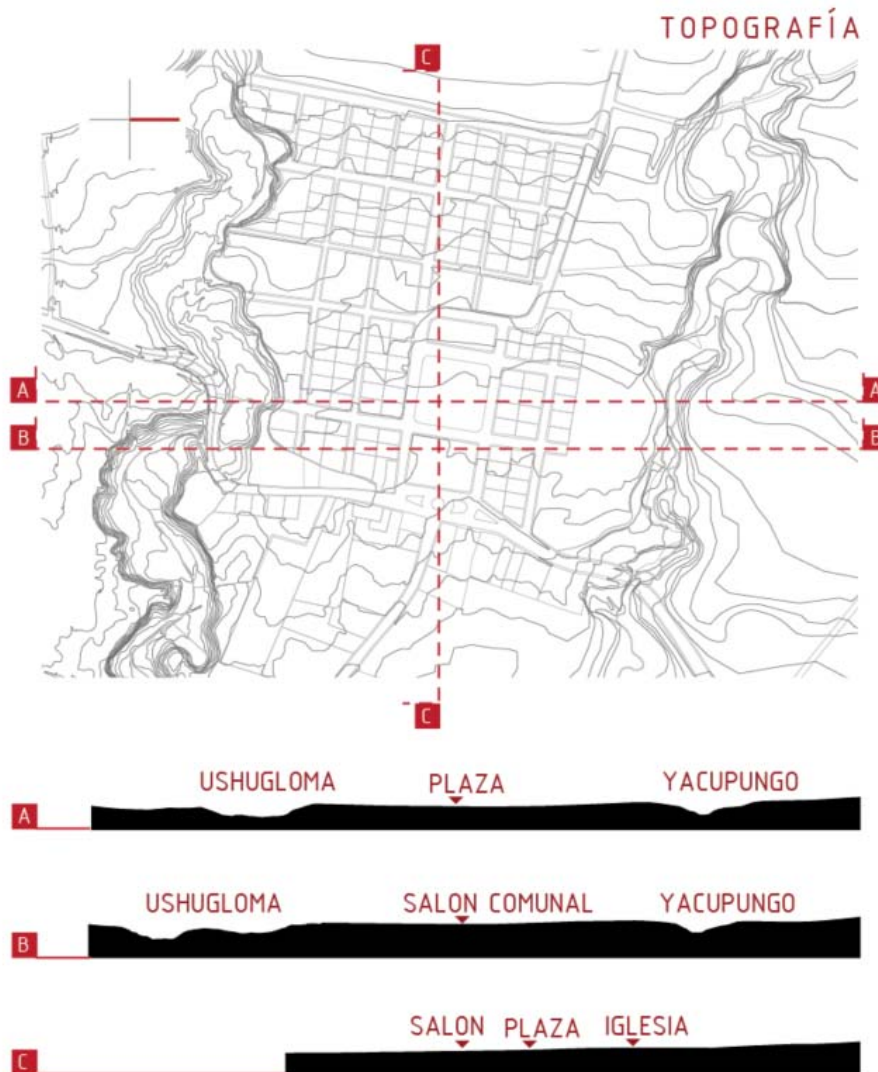 TOPOGRAFÍA
C
A A
B B
C
USHUGLOMA PLAZA YACUPUNGO
A
USHUGLOMA SALON COMUNAL YACUPUNGO
B
SALON PLAZA IGLESIA
C